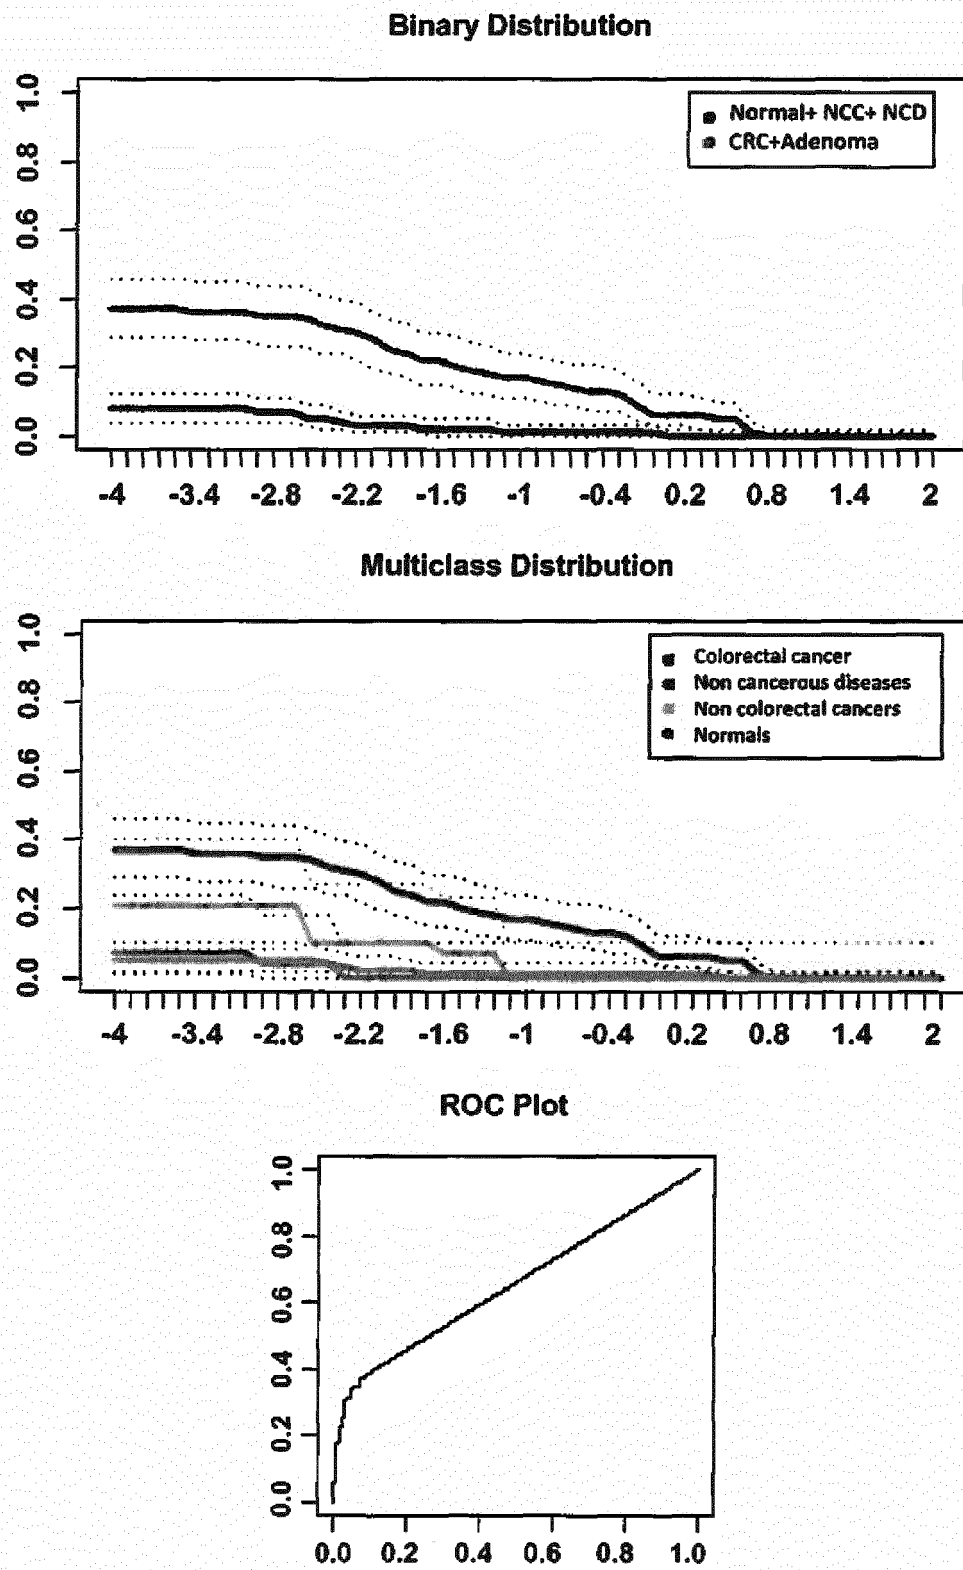 Binary Distribution
1.0
0.8
0.6
0.4
0.2
0.0
Normal+ NCC+ NCD
CRC+Adenoma
-4 -3.4 -2.8 -2.2 -1.6 -1 -0.4 0.2 0.8 1.4 2
Multiclass Distribution
1.0
0.8
0.6
0.4
0.2
0.0
Colorectal cancer
Non cancerous diseases
Non colorectal cancers
Normals
-4 -3.4 -2.8 -2.2 -1.6 -1 -0.4 0.2 0.8 1.4 2
ROC Plot
1.0
0.8
0.6
0.4
0.2
0.0
0.0 0.2 0.4 0.6 0.8 1.0